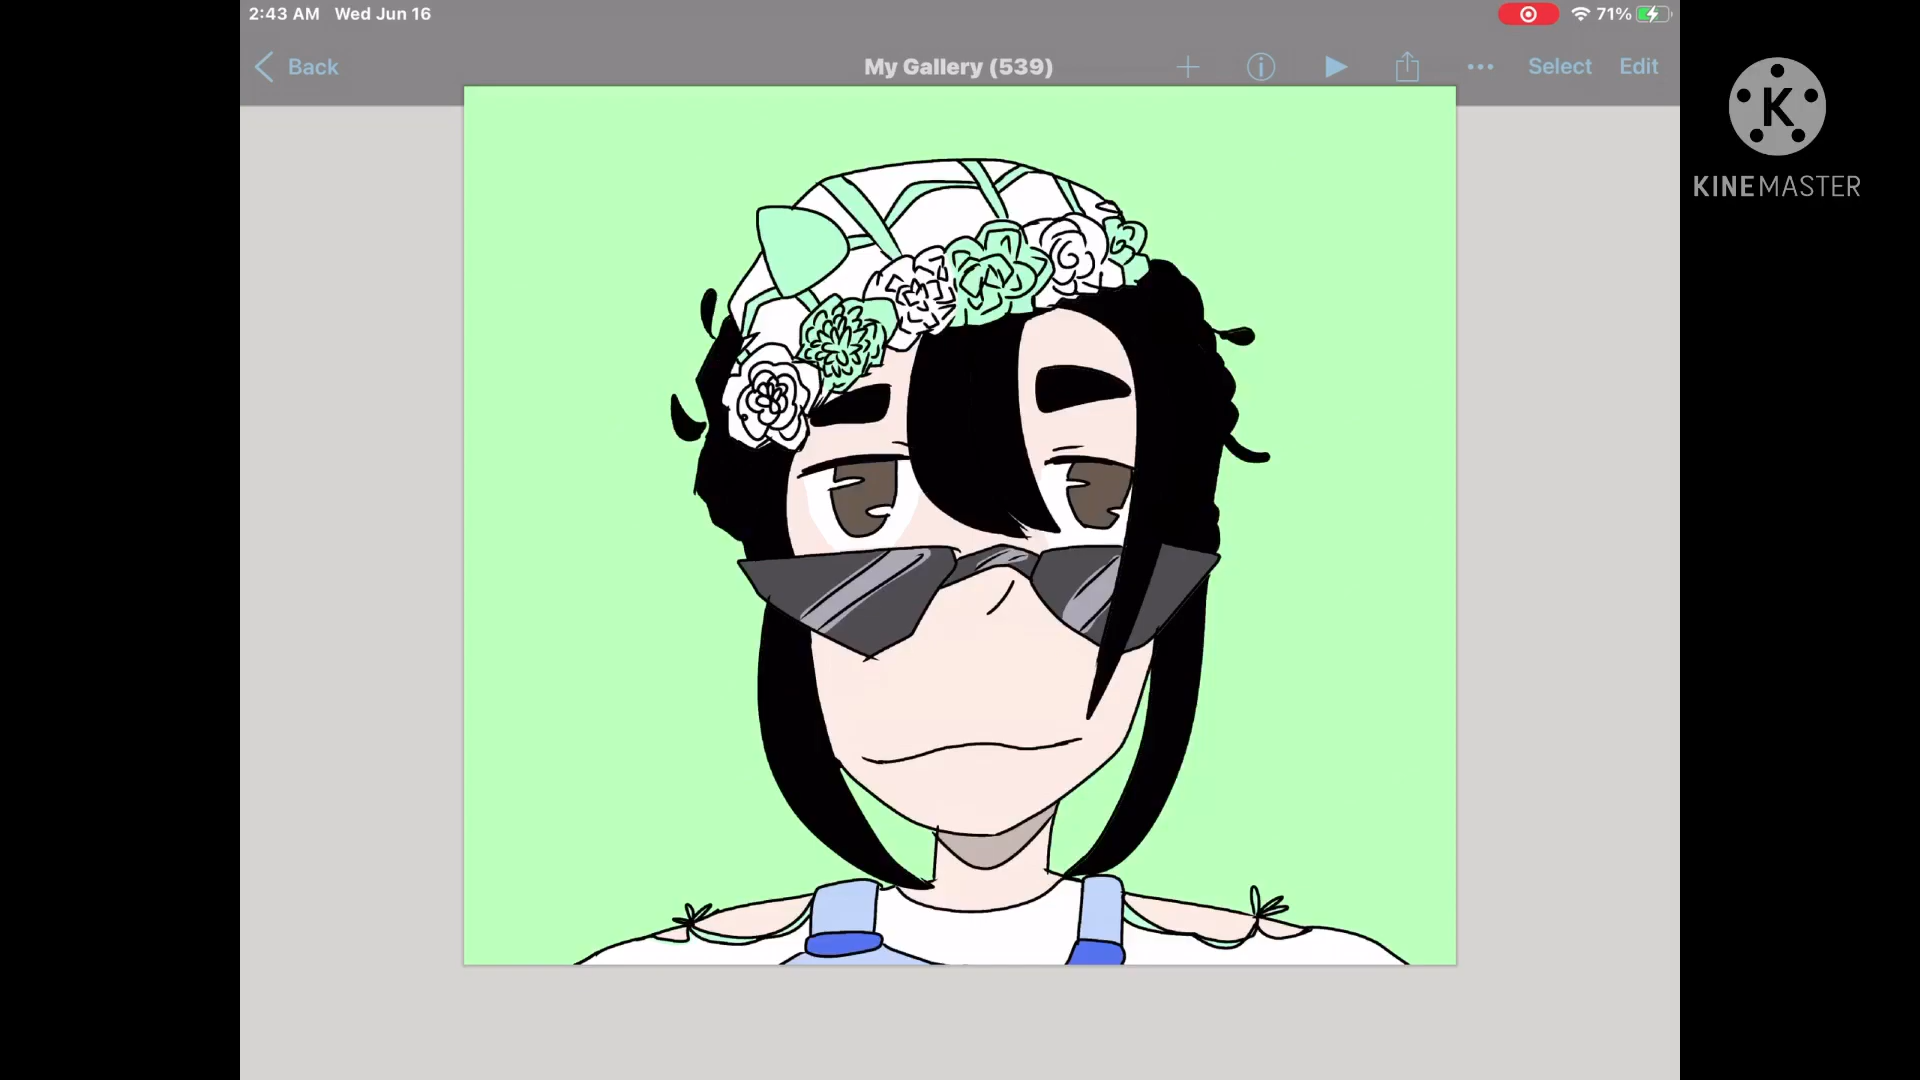 2:43 AM Wed Jun 16
71%
Back
My Gallery (539)
Select
Edit
K
KINEMASTER